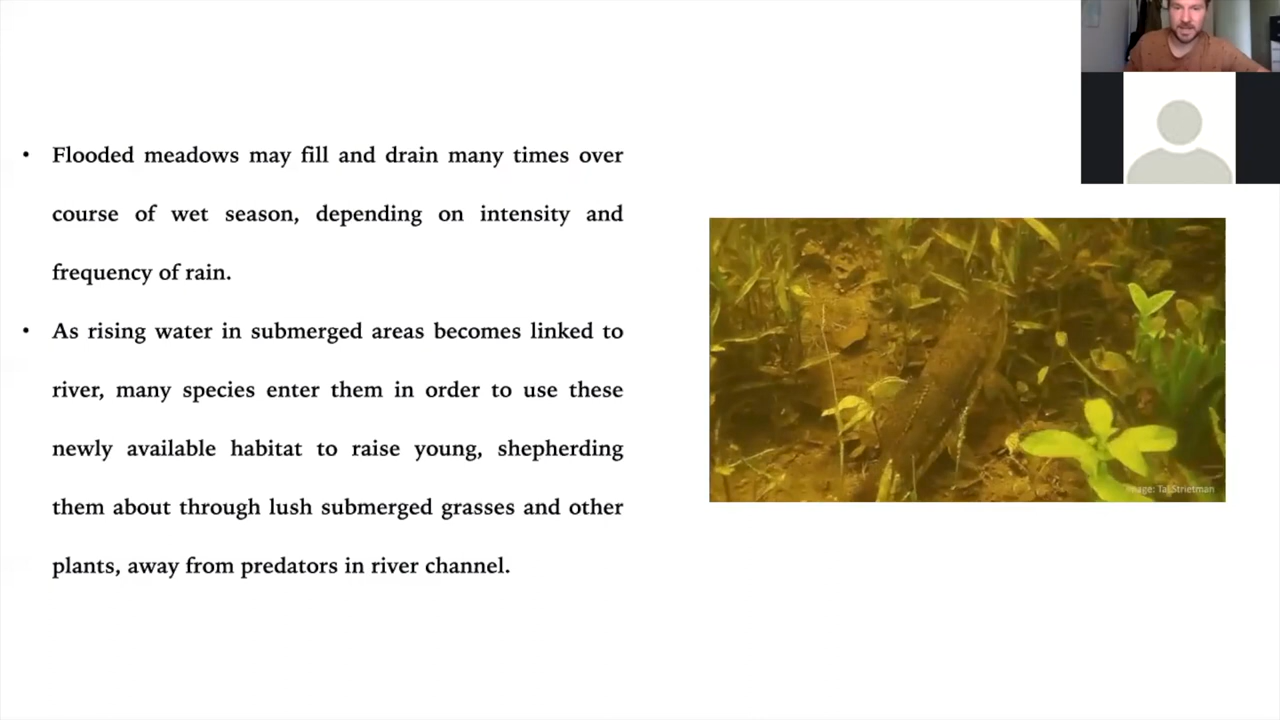 • Flooded meadows may fill and drain many times over
course of wet season, depending on intensity and
frequency of rain.
• As rising water in submerged areas becomes linked to
river, many species enter them in order to use these
newly available habitat to raise young, shepherding
them about through lush submerged grasses and other
plants, away from predators in river channel.
Image: Tal Strietman